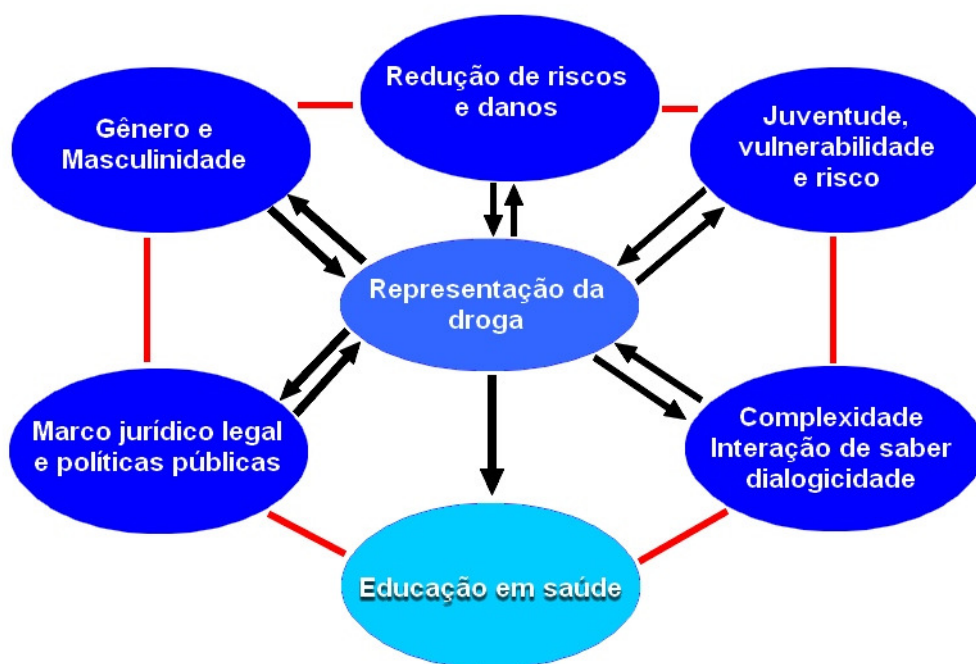 Redução de riscos
e danos
Gênero e
Masculinidade
Juventude,
vulnerabilidade
e risco
Representação da
droga
Marco jurídico legal
e políticas públicas
Complexidade
Interação de saber
dialogicidade
Educação em saúde